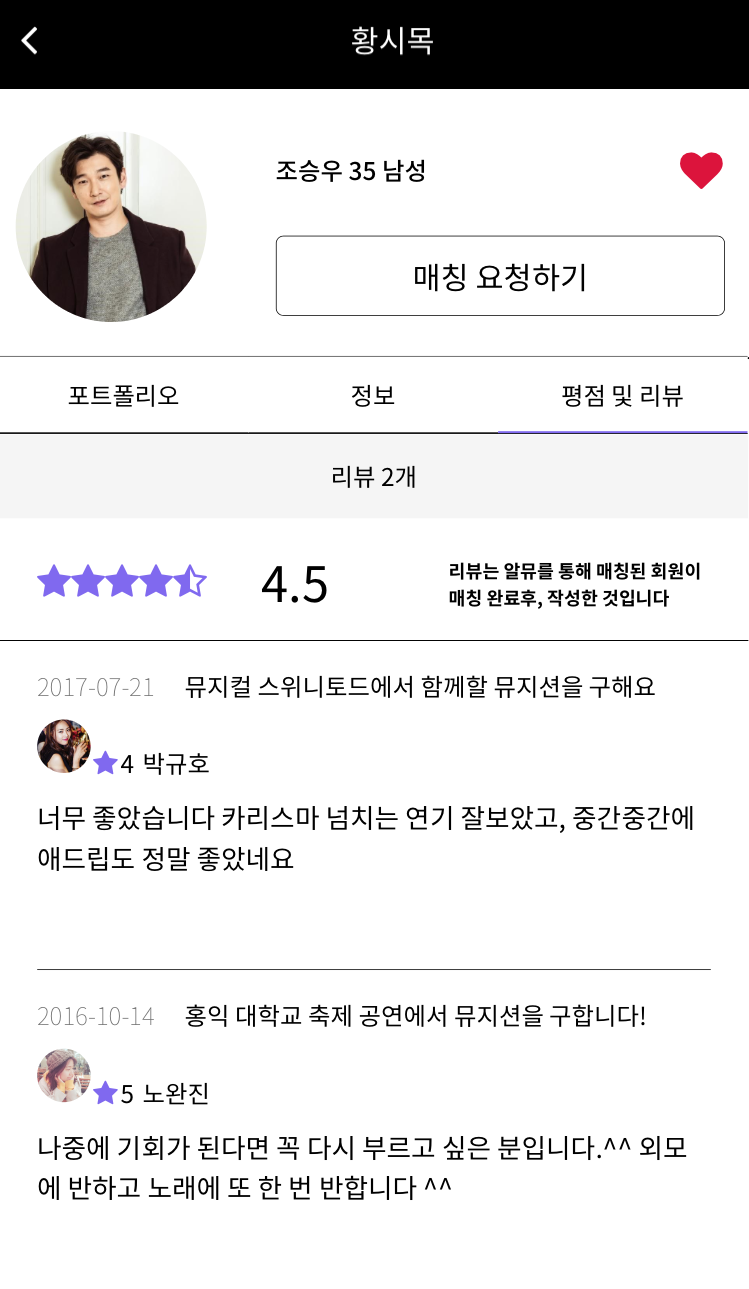 황시목
조승우 35 남성
매칭 요청하기
포트폴리오
정보
평점 및 리뷰
리뷰 2개
4.5
리뷰는 알뮤를 통해 매칭된 회원이
매칭 완료후, 작성한 것입니다
2017-07-21 뮤지컬 스위니토드에서 함께할 뮤지션을 구해요
4 박규호
너무 좋았습니다 카리스마 넘치는 연기 잘보았고, 중간중간에
애드립도 정말 좋았네요
2016-10-14 홍익 대학교 축제 공연에서 뮤지션을 구합니다!
5 노완진
나중에 기회가 된다면 꼭 다시 부르고 싶은 분입니다.^^ 외모
에 반하고 노래에 또 한 번 반합니다 ^^